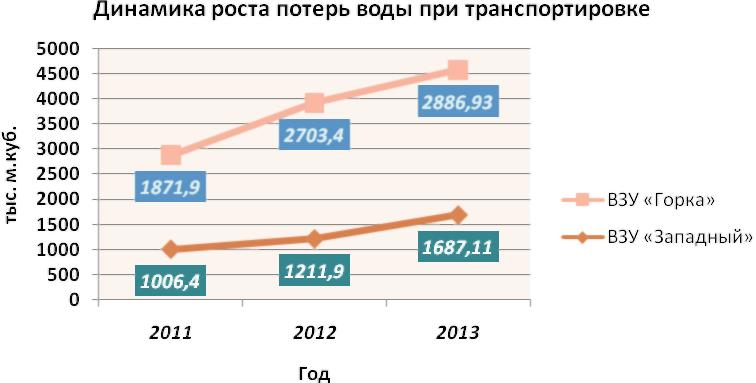 Динамика роста потерь воды при транспортировке
5000
4500
4000
3500
3000
2500
2000
1500
1000
500
0
тыс. м.куб.
2886,93
2703,4
1871,9
1687,11
1211,9
1006,4
2011 2012 2013
Год
ВЗУ «Горка»
ВЗУ «Западный»